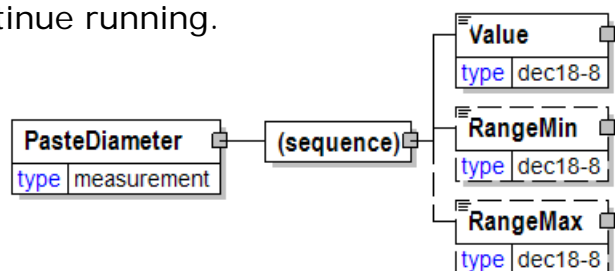 tinue running.
Value
type dec18-8
RangeMin
type dec18-8
PasteDiameter
type measurement
(sequence)
RangeMax
type dec18-8